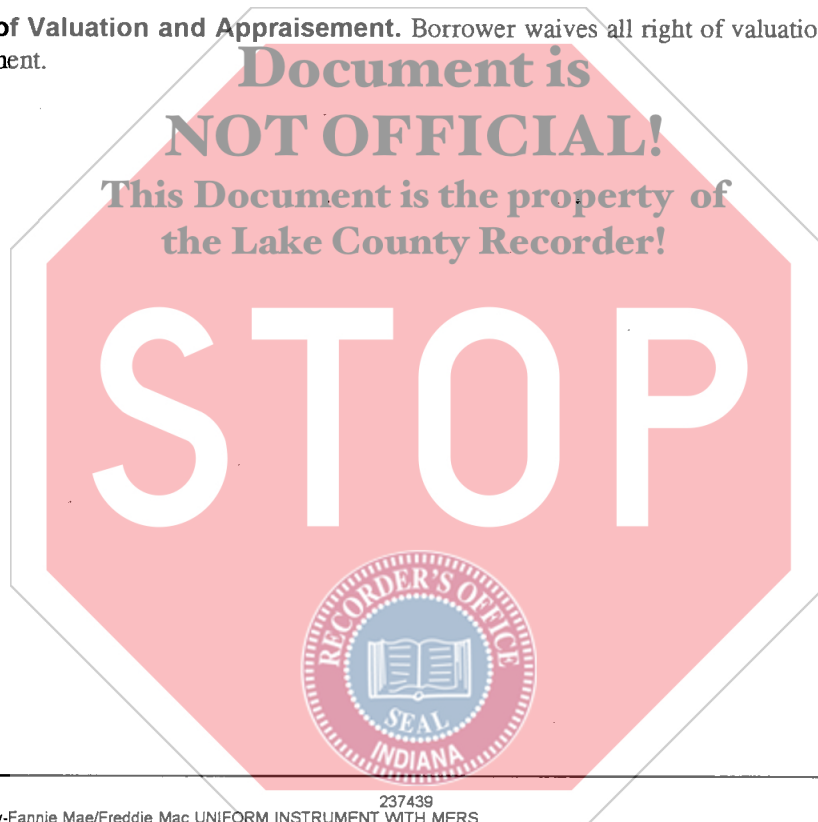 of Valuation and Appraisement. Borrower waives all right of valuatio
ment.
Document is
NOT OFFICIAL!
This Document is the property of
the Lake County Recorder!
STOP
RECORDER'S OFFICE
SEAL
INDIANA
237439
y-Fannie Mae/Freddie Mac UNIFORM INSTRUMENT WITH MERS